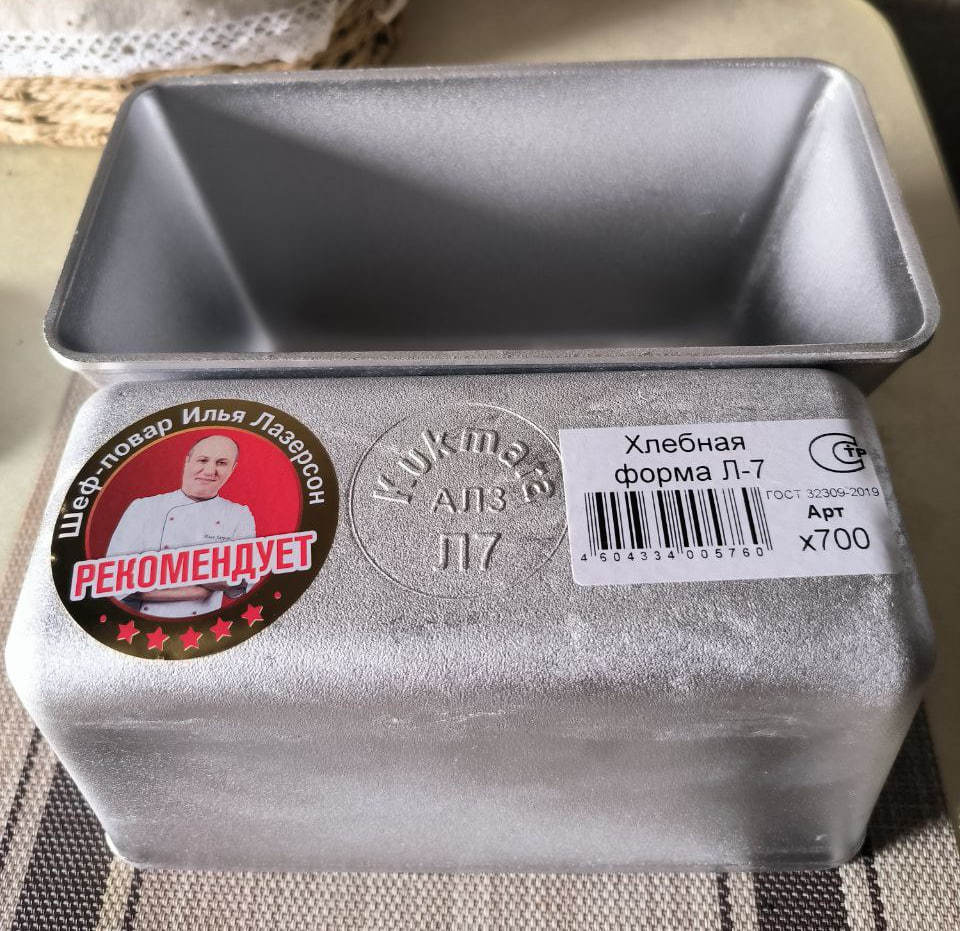 Шеф-повар Илья Лазерсон
РЕКОМЕНДУЕТ
Kukmara
АЛЗ
Л7
Хлебная
форма Л-7
СТР
ГОСТ 32309-2019
Арт
х700
4 604334 005760